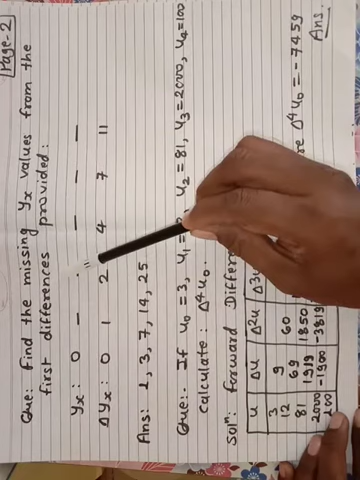 Page-2
Que: Find the missing Yx values from the
first differences provided:
Yx: 0 — — — —
ΔYx: 0 1 2 4 7 11
Ans: 1, 3, 7, 14, 25
Que:- If u₀=3, u₁= u₂=81, u₃=2000, u₄=100
calculate: Δ⁴u₀.
Solⁿ: Forward
u Δu Δ²u Δ³u
3 9 60
12 69 1850
81 1919 -3819
2000 -1900
100
Δ⁴u₀ = -7459
Ans.